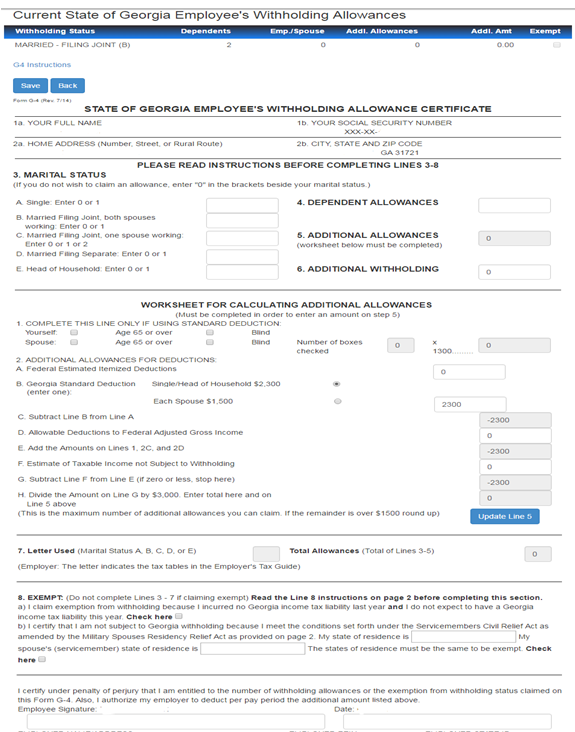 Current State of Georgia Employee's Withholding Allowances
Withholding Status Dependents Emp./Spouse Addl. Allowances Addl. Amt Exempt
MARRIED - FILING JOINT (B) 2 0 0 0.00
G4 Instructions
Save Back
Form G-4 (Rev. 7/14)
STATE OF GEORGIA EMPLOYEE'S WITHHOLDING ALLOWANCE CERTIFICATE
1a. YOUR FULL NAME 1b. YOUR SOCIAL SECURITY NUMBER
XXX-XX-
2a. HOME ADDRESS (Number, Street, or Rural Route) 2b. CITY, STATE AND ZIP CODE
GA 31721
PLEASE READ INSTRUCTIONS BEFORE COMPLETING LINES 3-8
3. MARITAL STATUS
(If you do not wish to claim an allowance, enter "0" in the brackets beside your marital status.)
A. Single: Enter 0 or 1 4. DEPENDENT ALLOWANCES
B. Married Filing Joint, both spouses
working: Enter 0 or 1
C. Married Filing Joint, one spouse working: 5. ADDITIONAL ALLOWANCES 0
Enter 0 or 1 or 2 (worksheet below must be completed)
D. Married Filing Separate: Enter 0 or 1
E. Head of Household: Enter 0 or 1 6. ADDITIONAL WITHHOLDING 0
WORKSHEET FOR CALCULATING ADDITIONAL ALLOWANCES
(Must be completed in order to enter an amount on step 5)
1. COMPLETE THIS LINE ONLY IF USING STANDARD DEDUCTION:
Yourself: Age 65 or over Blind
Spouse: Age 65 or over Blind Number of boxes 0 x 0
checked 1300.........
2. ADDITIONAL ALLOWANCES FOR DEDUCTIONS:
A. Federal Estimated Itemized Deductions 0
B. Georgia Standard Deduction Single/Head of Household $2,300
(enter one):
Each Spouse $1,500 2300
C. Subtract Line B from Line A -2300
D. Allowable Deductions to Federal Adjusted Gross Income 0
E. Add the Amounts on Lines 1, 2C, and 2D -2300
F. Estimate of Taxable Income not Subject to Withholding 0
G. Subtract Line F from Line E (if zero or less, stop here) -2300
H. Divide the Amount on Line G by $3,000. Enter total here and on 0
Line 5 above
(This is the maximum number of additional allowances you can claim. If the remainder is over $1500 round up) Update Line 5
7. Letter Used (Marital Status A, B, C, D, or E) Total Allowances (Total of Lines 3-5) 0
(Employer: The letter indicates the tax tables in the Employer's Tax Guide)
8. EXEMPT: (Do not complete Lines 3 - 7 if claiming exempt) Read the Line 8 instructions on page 2 before completing this section.
a) I claim exemption from withholding because I incurred no Georgia income tax liability last year and I do not expect to have a Georgia
income tax liability this year. Check here
b) I certify that I am not subject to Georgia withholding because I meet the conditions set forth under the Servicemembers Civil Relief Act as
amended by the Military Spouses Residency Relief Act as provided on page 2. My state of residence is My
spouse's (servicemember) state of residence is The states of residence must be the same to be exempt. Check
here
I certify under penalty of perjury that I am entitled to the number of withholding allowances or the exemption from withholding status claimed on
this Form G-4. Also, I authorize my employer to deduct per pay period the additional amount listed above.
Employee Signature: Date: